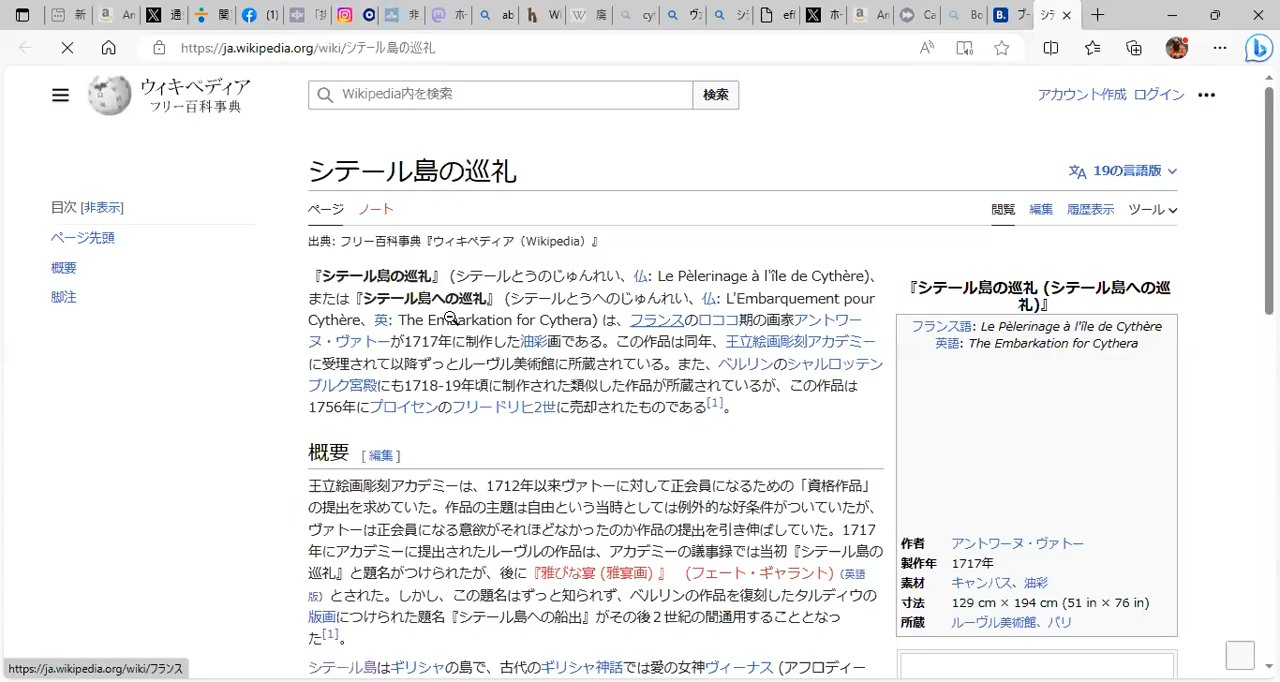 新
An
通
関
(1)
「扌
非
ホ-
ab
Wi
廃
cyt
ヴ:
シ:
eff
ホ-
An
Ca
Bo
ブ-
シテ
https://ja.wikipedia.org/wiki/シテール島の巡礼
ウィキペディア
フリー百科事典
Wikipedia内を検索
検索
アカウント作成 ログイン
シテール島の巡礼
19の言語版
目次 [非表示]
ページ先頭
概要
脚注
ページ ノート
閲覧 編集 履歴表示 ツール
出典: フリー百科事典『ウィキペディア（Wikipedia）』
『シテール島の巡礼』（シテールとうのじゅんれい、仏: Le Pèlerinage à l'île de Cythère)、
または『シテール島への巡礼』（シテールとうへのじゅんれい、仏: L'Embarquement pour
Cythère、英: The Embarkation for Cythera) は、フランスのロココ期の画家アントワー
ヌ・ヴァトーが1717年に制作した油彩画である。この作品は同年、王立絵画彫刻アカデミー
に受理されて以降ずっとルーヴル美術館に所蔵されている。また、ベルリンのシャルロッテン
ブルク宮殿にも1718-19年頃に制作された類似した作品が所蔵されているが、この作品は
1756年にプロイセンのフリードリヒ2世に売却されたものである[1]。
概要 [ 編集 ]
王立絵画彫刻アカデミーは、1712年以来ヴァトーに対して正会員になるための「資格作品」
の提出を求めていた。作品の主題は自由という当時としては例外的な好条件がついていたが、
ヴァトーは正会員になる意欲がそれほどなかったのか作品の提出を引き伸ばしていた。1717
年にアカデミーに提出されたルーヴルの作品は、アカデミーの議事録では当初『シテール島の
巡礼』と題名がつけられたが、後に『雅びな宴 (雅宴画) 』 （フェート・ギャラント）（英語
版）とされた。しかし、この題名はずっと知られず、ベルリンの作品を復刻したタルディウの
版画につけられた題名『シテール島への船出』がその後２世紀の間通用することとなっ
た[1]。
シテール島はギリシャの島で、古代のギリシャ神話では愛の女神ヴィーナス (アフロディー
『シテール島の巡礼 (シテール島への巡
礼)』
フランス語: Le Pèlerinage à l'île de Cythère
英語: The Embarkation for Cythera
作者 アントワーヌ・ヴァトー
製作年 1717年
素材 キャンバス、油彩
寸法 129 cm × 194 cm (51 in × 76 in)
所蔵 ルーヴル美術館、パリ
https://ja.wikipedia.org/wiki/フランス